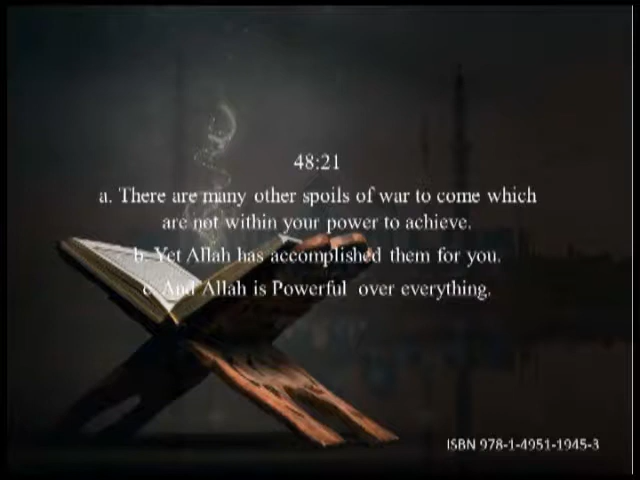 48:21
a. There are many other spoils of war to come which
are not within your power to achieve.
b. Yet Allah has accomplished them for you.
c. And Allah is Powerful over everything.
ISBN 978-1-4951-1945-3